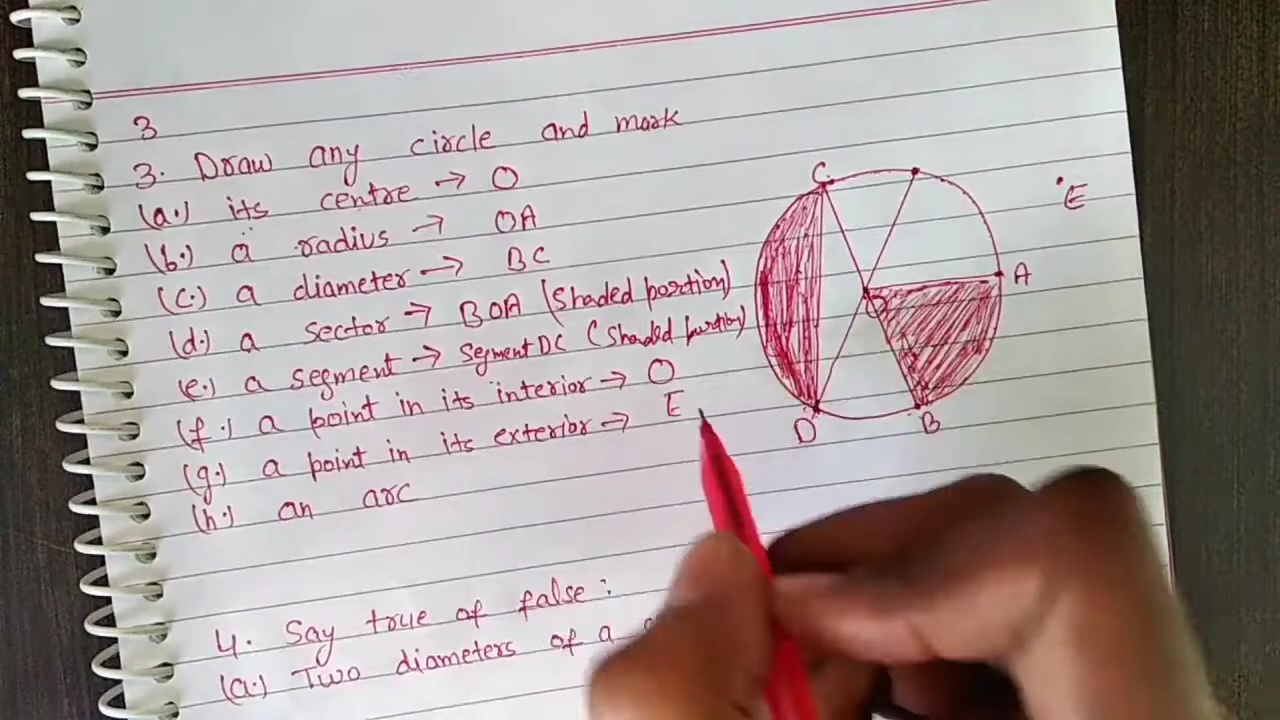 3
3. Draw any circle and mark
(a.) its centre → O
(b.) a radius → OA
(c.) a diameter → BC
(d.) a sector → BOA (Shaded portion)
(e.) a segment → Segment DC (Shaded portion)
(f.) a point in its interior → O
(g.) a point in its exterior → E
(h.) an arc
4. Say true of false :
(a.) Two diameters of a
C
E
A
O
D
B